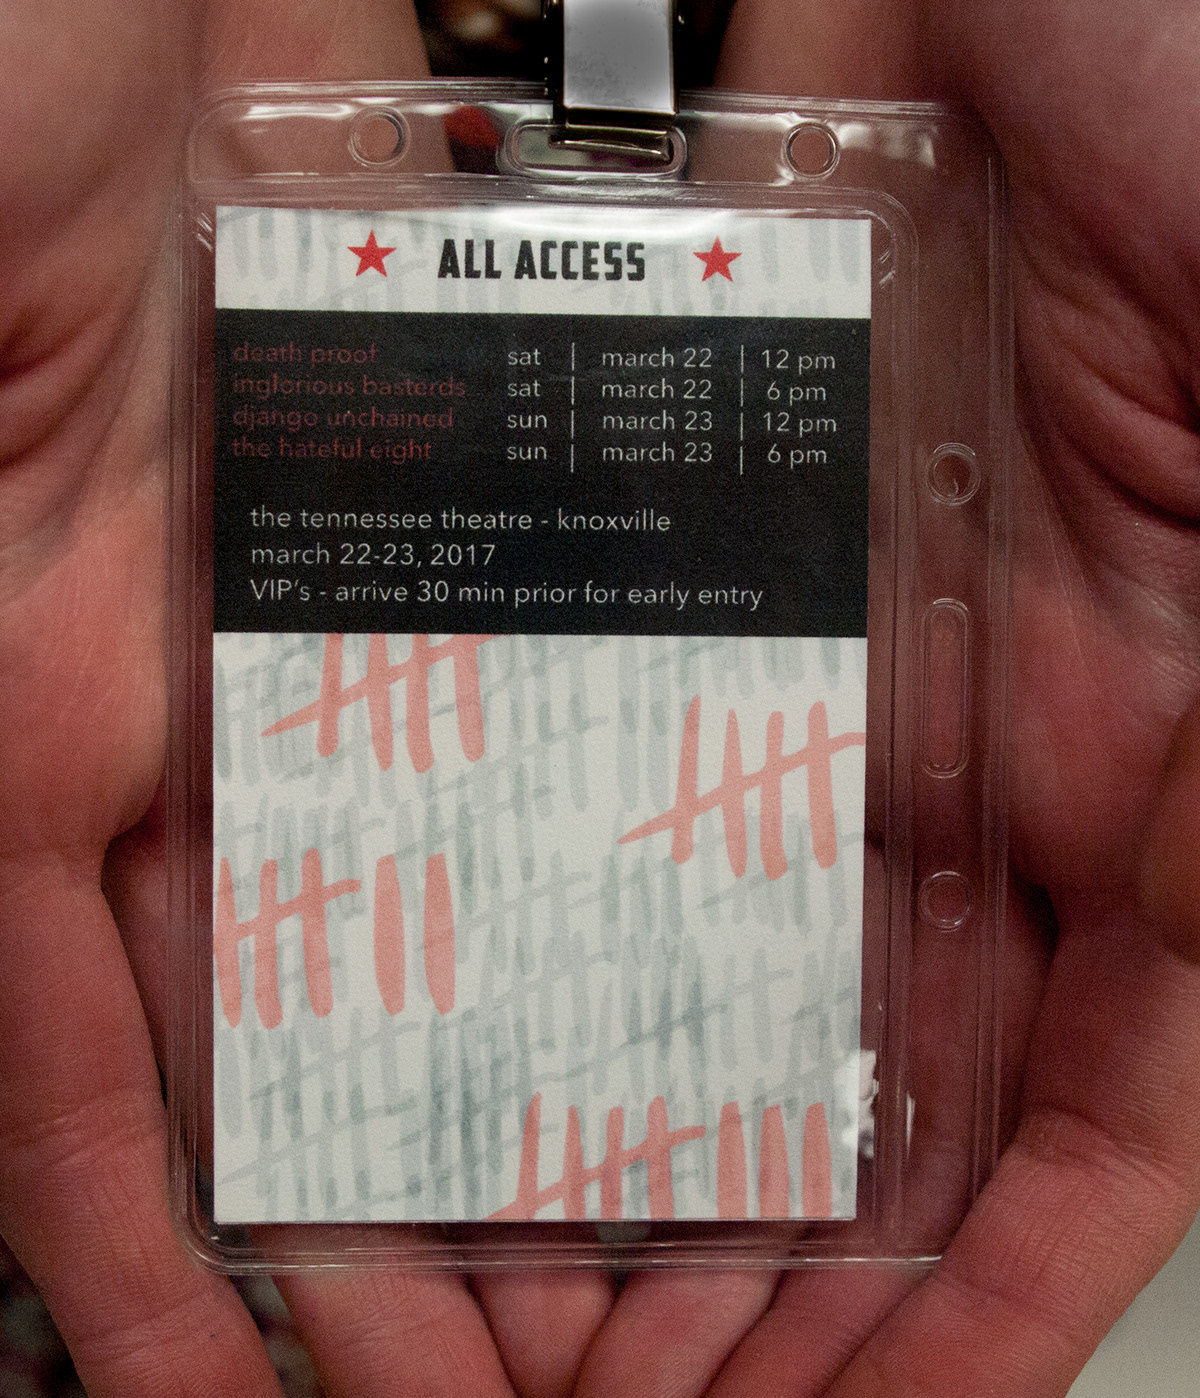 ALL ACCESS
death proof sat | march 22 | 12 pm
inglorious basterds sat | march 22 | 6 pm
django unchained sun | march 23 | 12 pm
the hateful eight sun | march 23 | 6 pm
the tennessee theatre - knoxville
march 22-23, 2017
VIP's - arrive 30 min prior for early entry